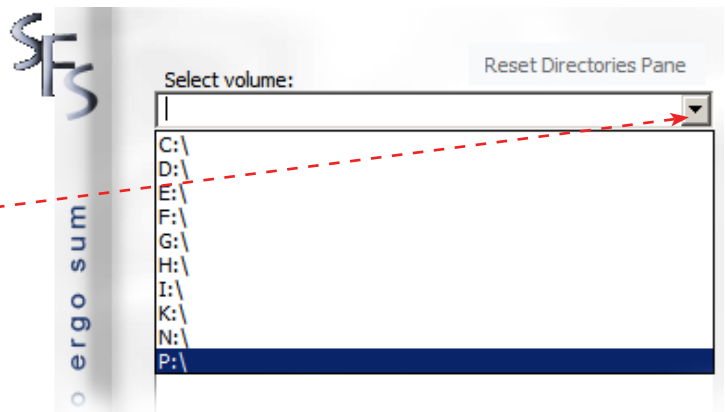 SFS
Reset Directories Pane
Select volume:
C:\
D:\
E:\
F:\
G:\
H:\
I:\
K:\
N:\
P:\
o ergo sum